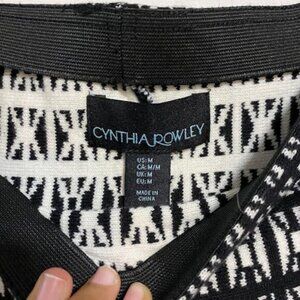 CYNTHIA ROWLEY
US: M
CA: M/M
UK: M
EU: M
MADE IN
CHINA